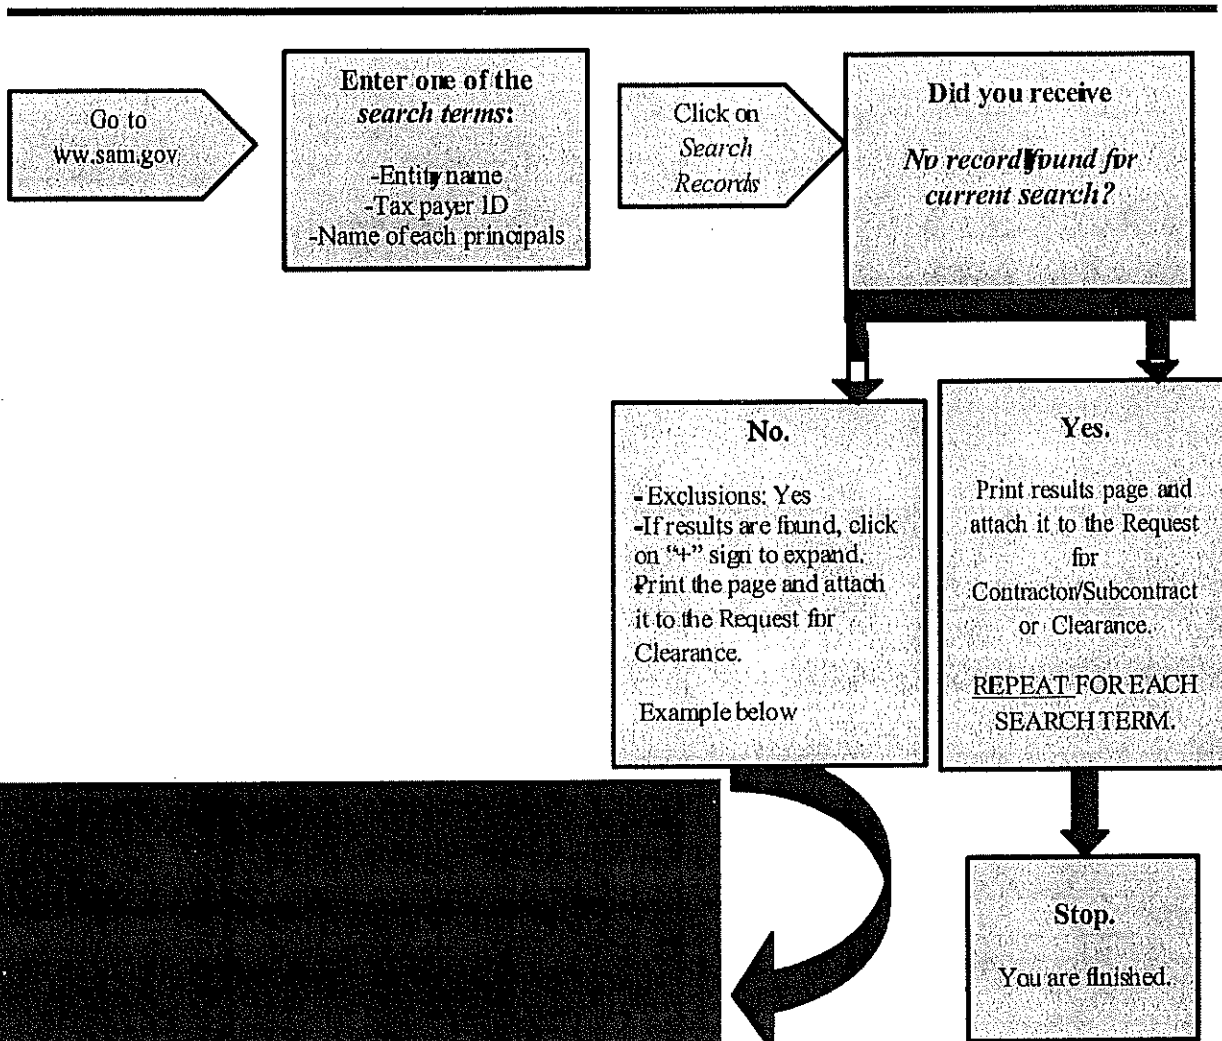 Go to
Ww.sam.gov
Enter one of the
search terms:
-Entity name
-Tax payer ID
-Name of each principals
Click on
Search
Records
Did you receive
No record found for
current search?
No.
- Exclusions: Yes
-If results are found, click
on "+" sign to expand.
Print the page and attach
it to the Request for
Clearance.
Example below
Yes.
Print results page and
attach it to the Request
for
Contractor/Subcontract
or Clearance.
REPEAT FOR EACH
SEARCH TERM.
Stop.
You are finished.